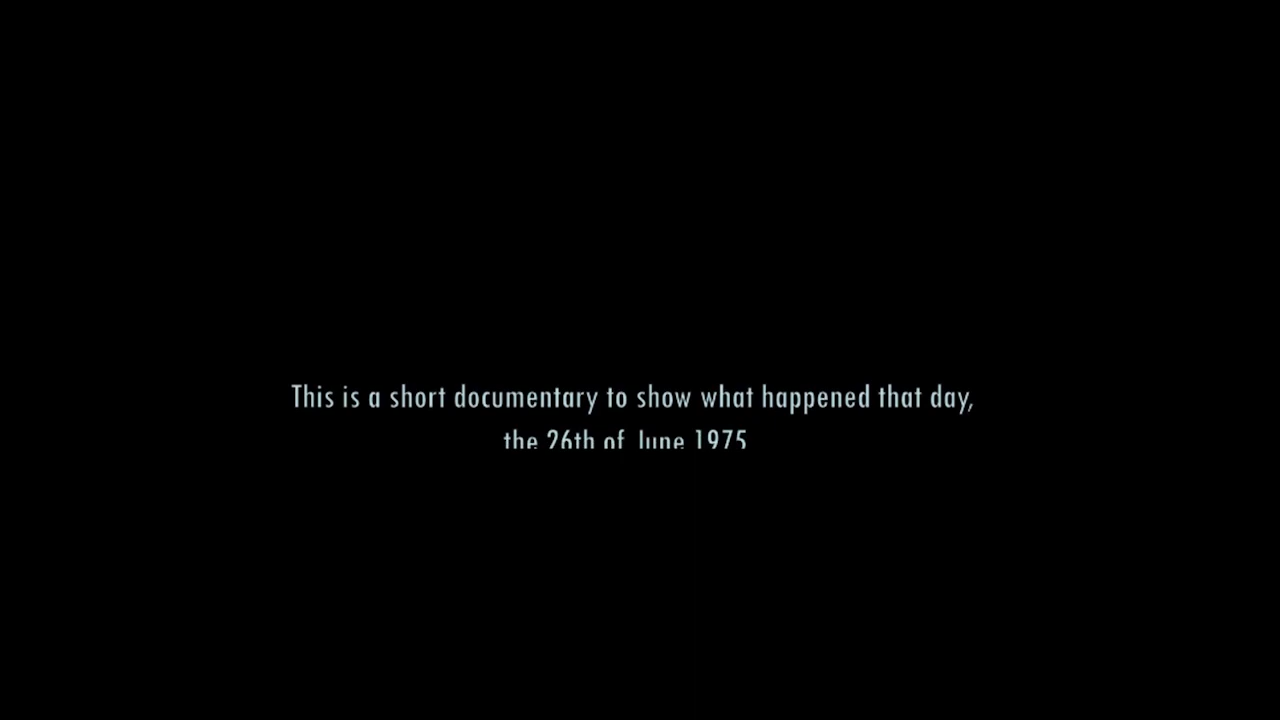 This is a short documentary to show what happened that day,
the 26th of June 1975